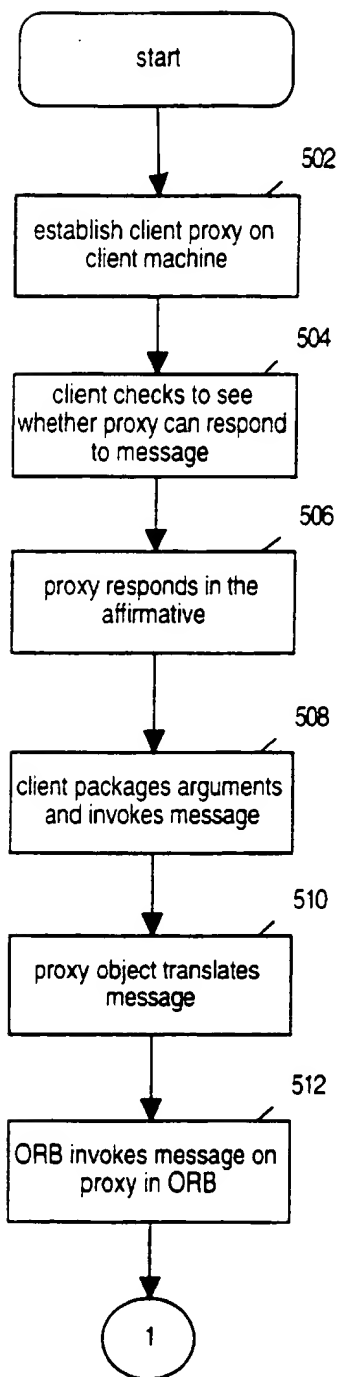 start
502
establish client proxy on
client machine
504
client checks to see
whether proxy can respond
to message
506
proxy responds in the
affirmative
508
client packages arguments
and invokes message
510
proxy object translates
message
512
ORB invokes message on
proxy in ORB
1